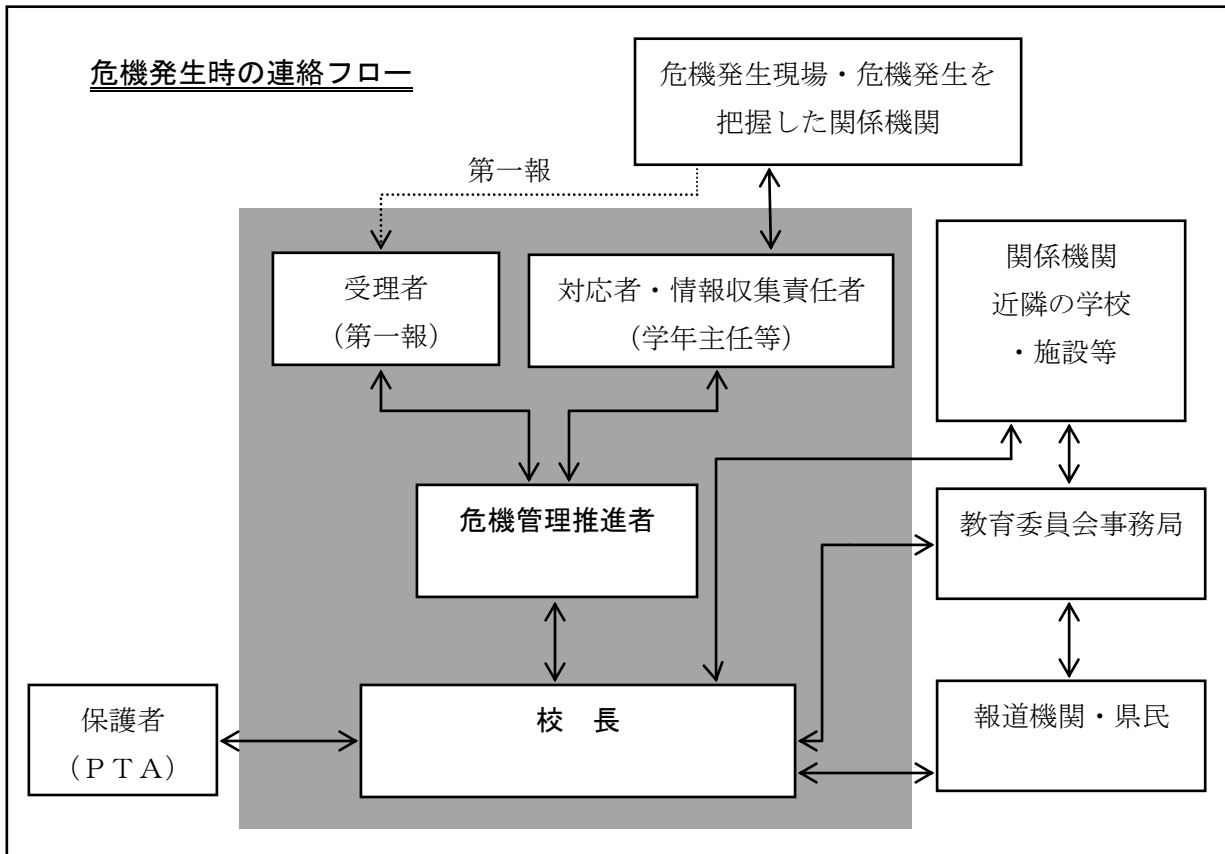 危機発生時の連絡フロー
危機発生現場・危機発生を
把握した関係機関
第一報
受理者
(第一報)
対応者・情報収集責任者
(学年主任等)
関係機関
近隣の学校
・施設等
危機管理推進者
教育委員会事務局
校　長
保護者
(ＰＴＡ)
報道機関・県民